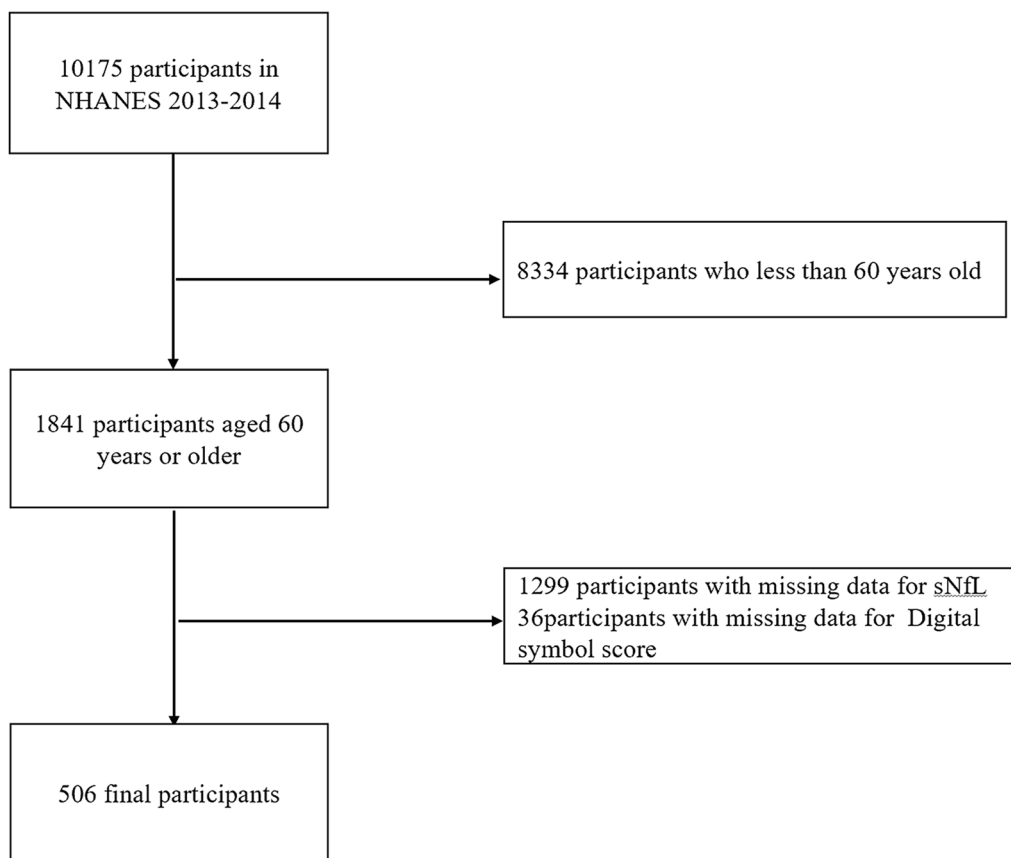 10175 participants in
NHANES 2013-2014
8334 participants who less than 60 years old
1841 participants aged 60
years or older
1299 participants with missing data for sNfL
36participants with missing data for Digital
symbol score
506 final participants